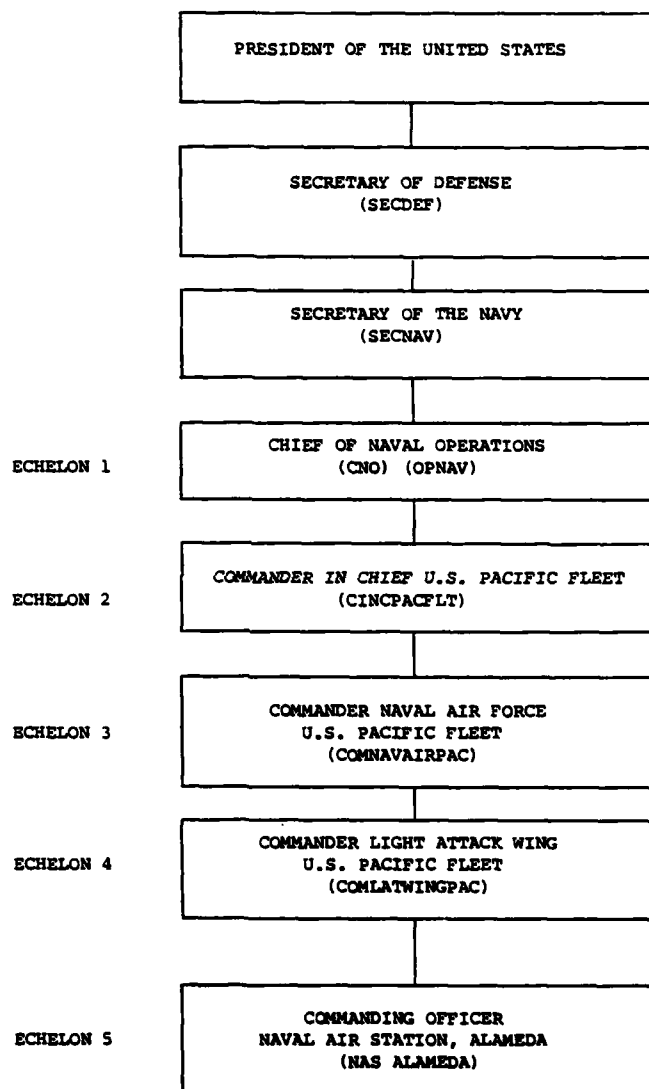 PRESIDENT OF THE UNITED STATES
SECRETARY OF DEFENSE
(SECDEF)
SECRETARY OF THE NAVY
(SECNAV)
ECHELON 1
CHIEF OF NAVAL OPERATIONS
(CNO) (OPNAV)
ECHELON 2
COMMANDER IN CHIEF U.S. PACIFIC FLEET
(CINCPACFLT)
ECHELON 3
COMMANDER NAVAL AIR FORCE
U.S. PACIFIC FLEET
(COMNAVAIRPAC)
ECHELON 4
COMMANDER LIGHT ATTACK WING
U.S. PACIFIC FLEET
(COMLATWINGPAC)
ECHELON 5
COMMANDING OFFICER
NAVAL AIR STATION, ALAMEDA
(NAS ALAMEDA)